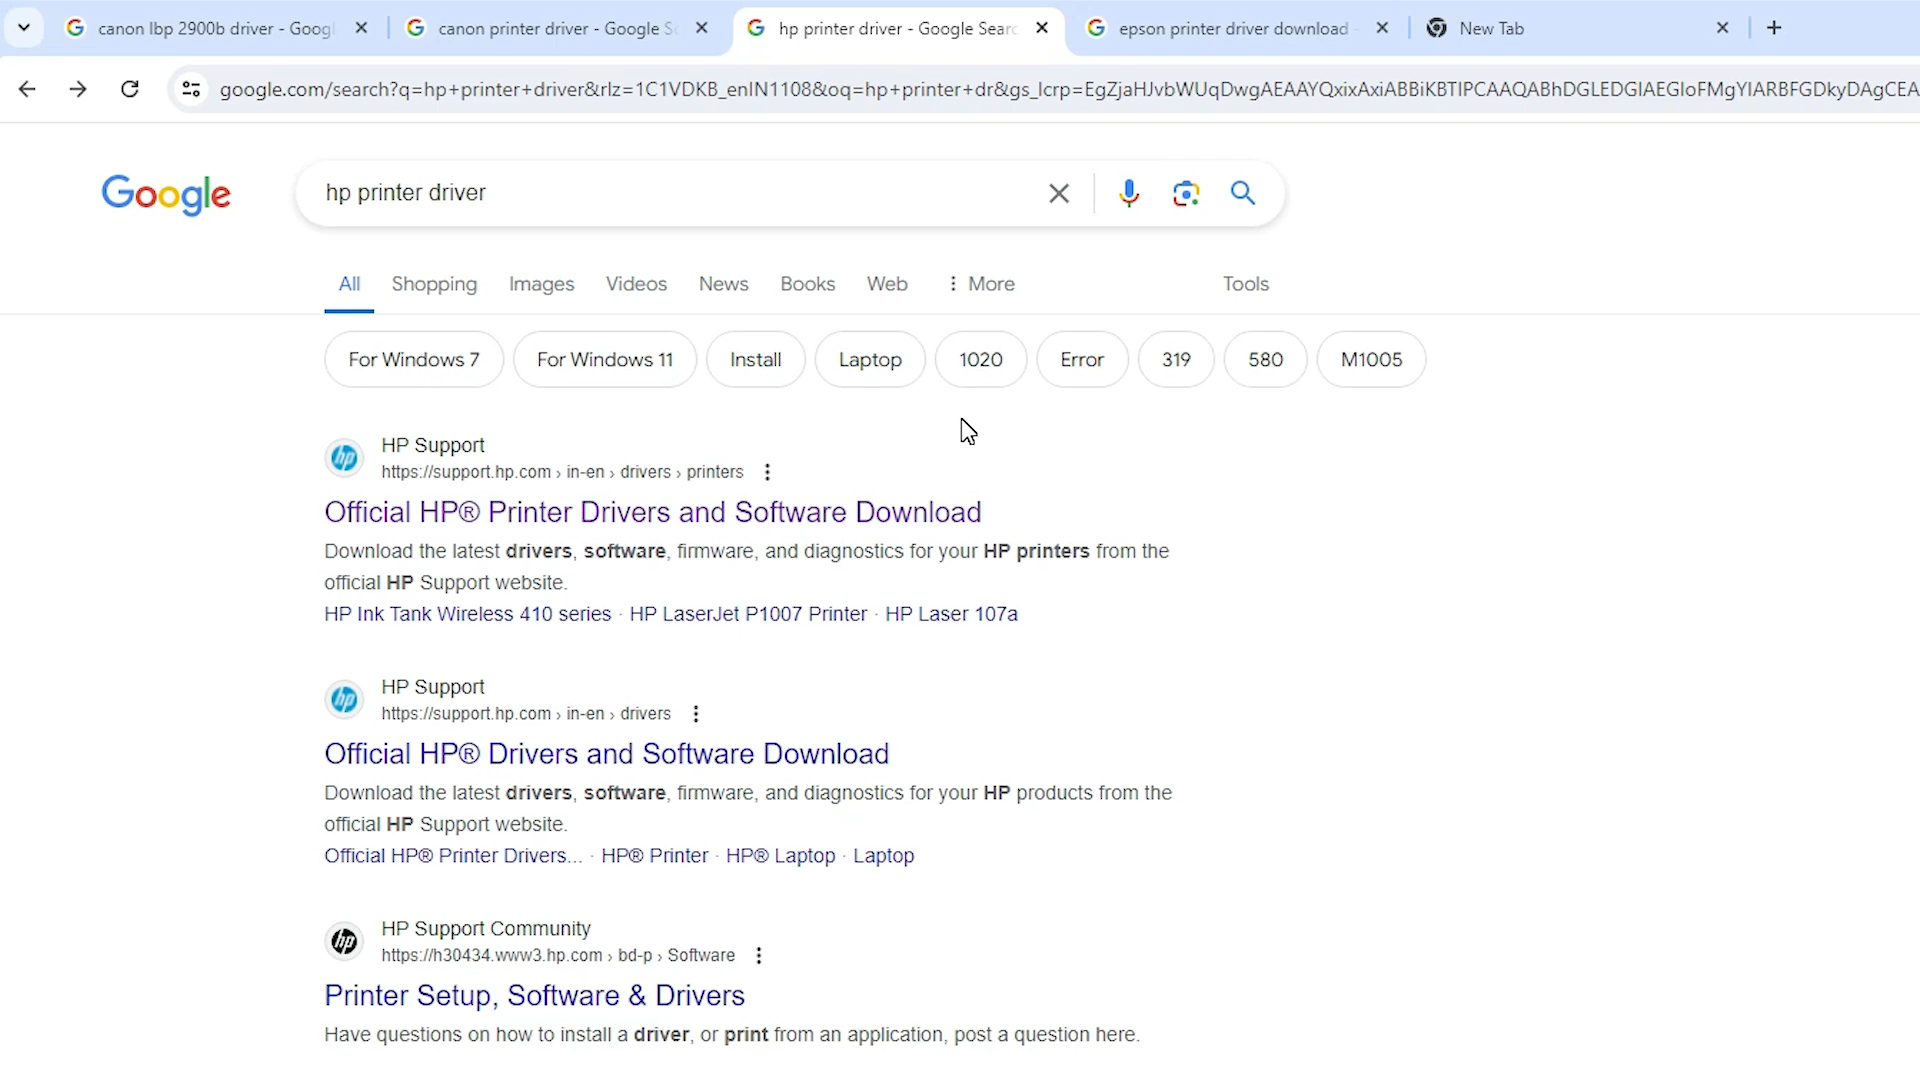 canon lbp 2900b driver - Goog
canon printer driver - Google S
hp printer driver - Google Searc
epson printer driver download
New Tab
google.com/search?q=hp+printer+driver&rlz=1C1VDKB_enIN1108&oq=hp+printer+dr&gs_lcrp=EgZjaHJvbWUqDwgAEAAYQxixAxiABBiKBTIPCAAQABhDGLEDGIAEGIoFMgYIARBFGDkyDAgCEA
Google
hp printer driver
All Shopping Images Videos News Books Web More Tools
For Windows 7 For Windows 11 Install Laptop 1020 Error 319 580 M1005
HP Support
https://support.hp.com › in-en › drivers › printers
Official HP® Printer Drivers and Software Download
Download the latest drivers, software, firmware, and diagnostics for your HP printers from the
official HP Support website.
HP Ink Tank Wireless 410 series · HP LaserJet P1007 Printer · HP Laser 107a
HP Support
https://support.hp.com › in-en › drivers
Official HP® Drivers and Software Download
Download the latest drivers, software, firmware, and diagnostics for your HP products from the
official HP Support website.
Official HP® Printer Drivers... · HP® Printer · HP® Laptop · Laptop
HP Support Community
https://h30434.www3.hp.com › bd-p › Software
Printer Setup, Software & Drivers
Have questions on how to install a driver, or print from an application, post a question here.